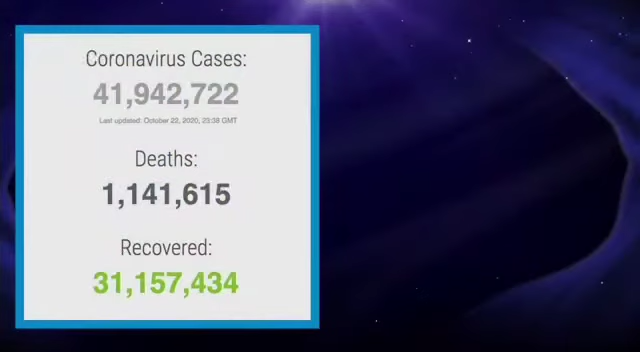 Coronavirus Cases:
41,942,722
Last updated: October 22, 2020, 23:38 GMT
Deaths:
1,141,615
Recovered:
31,157,434